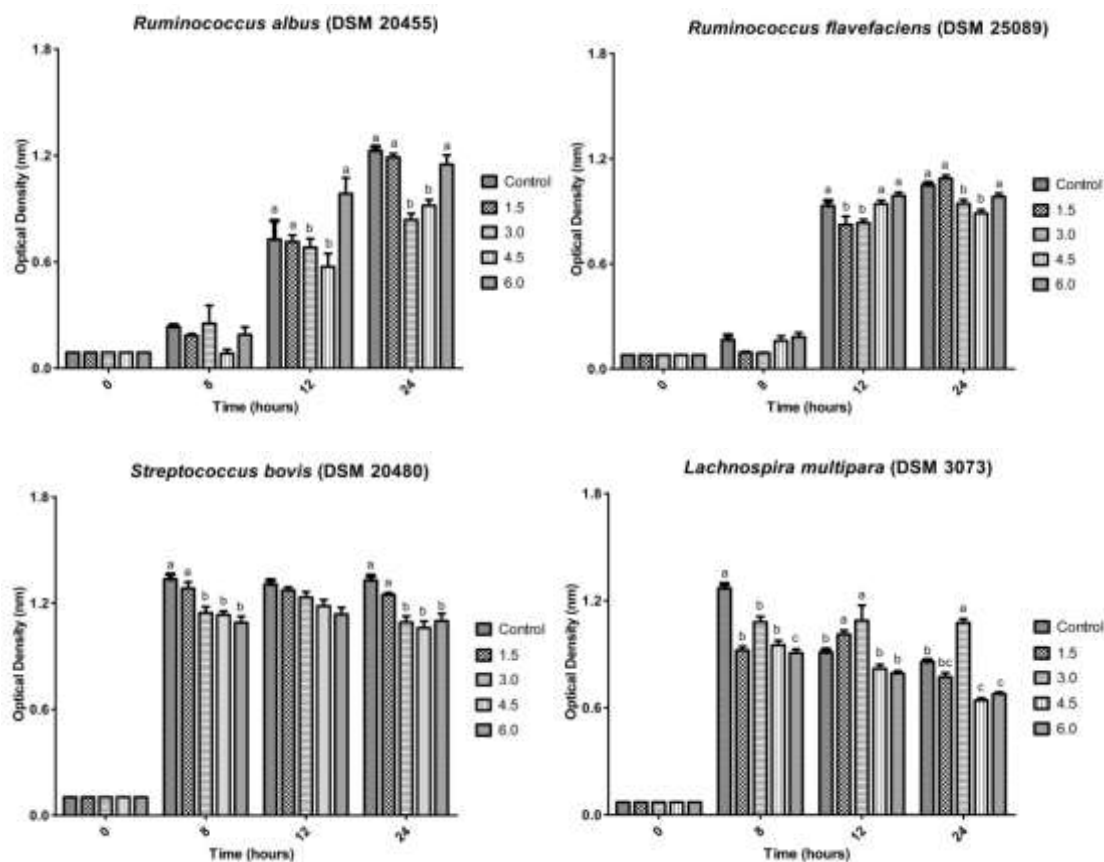 Ruminococcus albus (DSM 20455)
1.8
1.2
0.6
0.0
Optical Density (nm)
a a b b a
a a b b a
0 8 12 24
Time (hours)
Control
1.5
3.0
4.5
6.0
Ruminococcus flavefaciens (DSM 25089)
1.8
1.2
0.6
0.0
Optical Density (nm)
a b b a a
a a b b a
0 8 12 24
Time (hours)
Control
1.5
3.0
4.5
6.0
Streptococcus bovis (DSM 20480)
1.8
1.2
0.6
0.0
Optical Density (nm)
a a b b b
a a b b b
0 8 12 24
Time (hours)
Control
1.5
3.0
4.5
6.0
Lachnospira multipara (DSM 3073)
1.8
1.2
0.6
0.0
Optical Density (nm)
a b b b c
b a a b b
b bc a c c
0 8 12 24
Time (hours)
Control
1.5
3.0
4.5
6.0